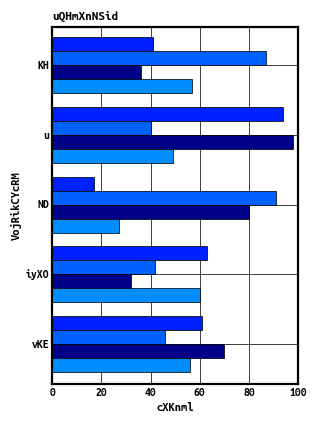 uQHmXnNSid
KH
u
ND
iyXO
vKE
VojRikCYcRM
0 20 40 60 80 100
cXKnml